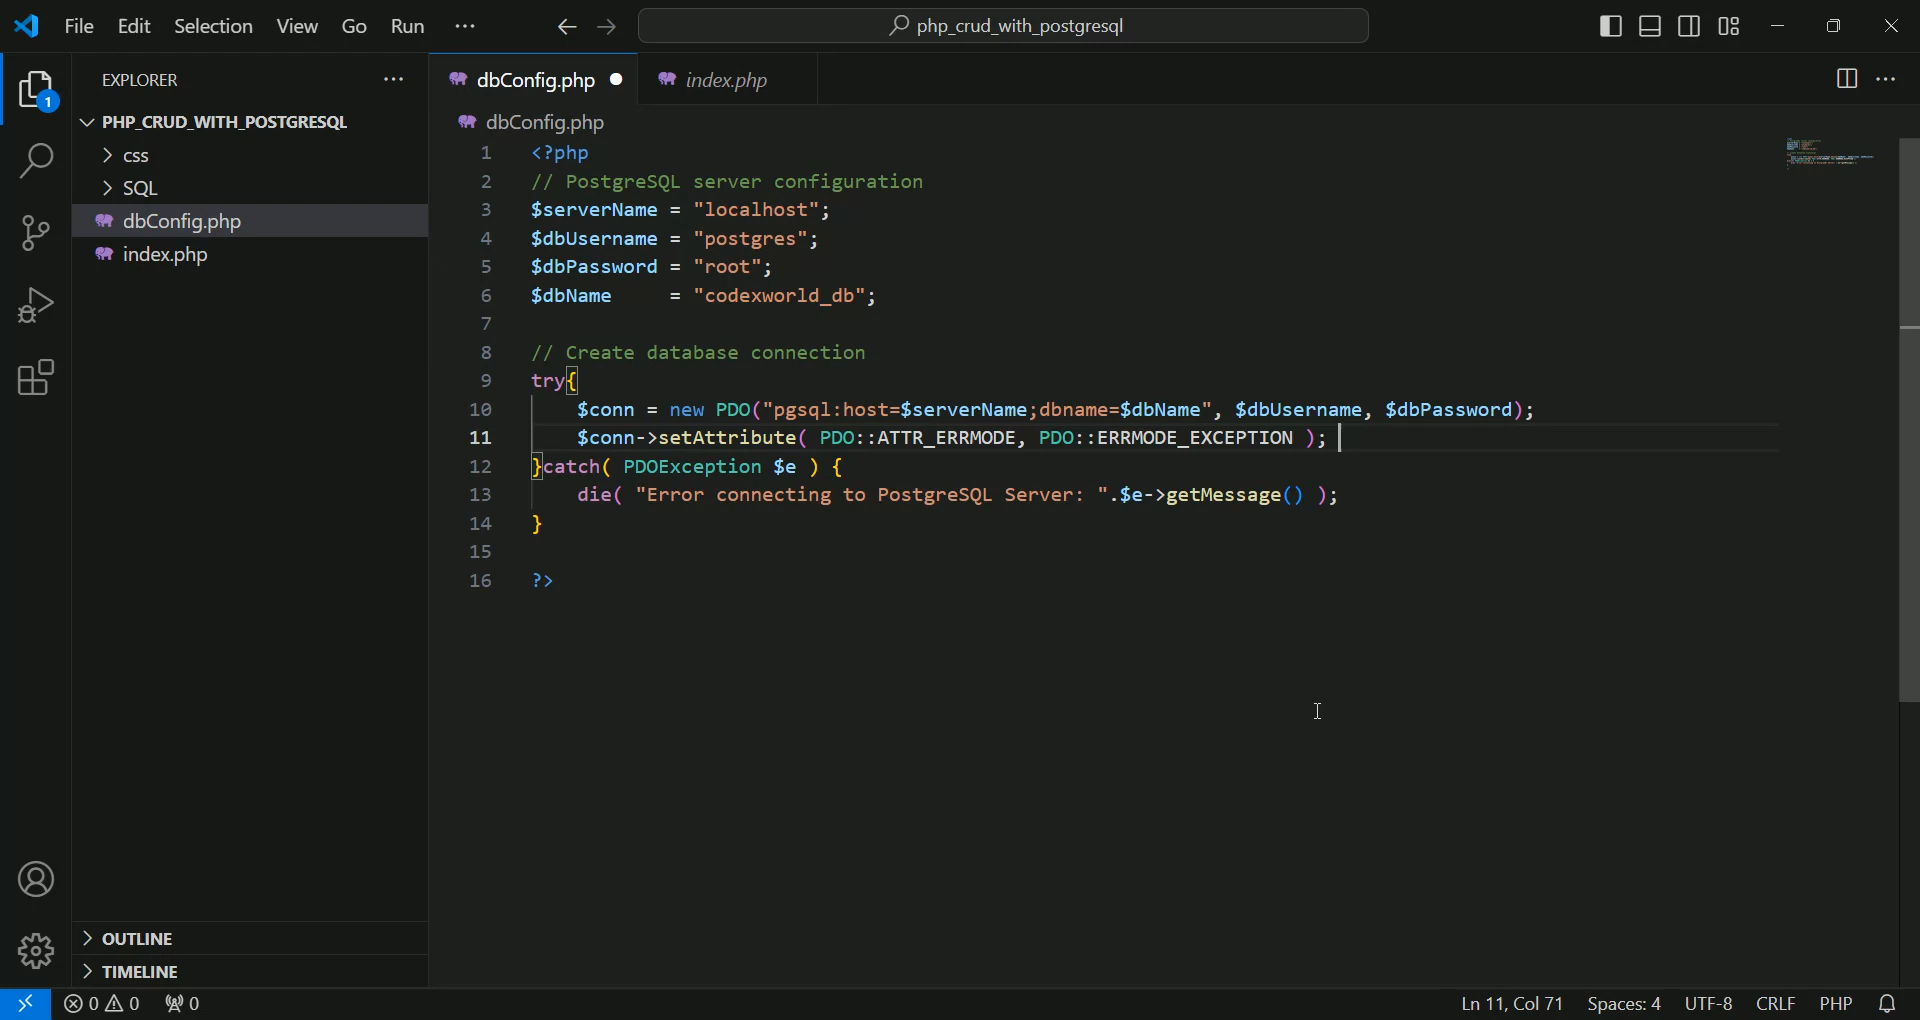 File Edit Selection View Go Run ··· php_crud_with_postgresql
EXPLORER ···
1
PHP_CRUD_WITH_POSTGRESQL
css
SQL
dbConfig.php
index.php
OUTLINE
TIMELINE
dbConfig.php index.php ···
dbConfig.php
1 <?php
2 // PostgreSQL server configuration
3 $serverName = "localhost";
4 $dbUsername = "postgres";
5 $dbPassword = "root";
6 $dbName     = "codexworld_db";
7
8 // Create database connection
9 try{
10     $conn = new PDO("pgsql:host=$serverName;dbname=$dbName", $dbUsername, $dbPassword);
11     $conn->setAttribute( PDO::ATTR_ERRMODE, PDO::ERRMODE_EXCEPTION );
12 }catch( PDOException $e ) {
13     die( "Error connecting to PostgreSQL Server: ".$e->getMessage() );
14 }
15
16 ?>
0 0 0 Ln 11, Col 71 Spaces: 4 UTF-8 CRLF PHP